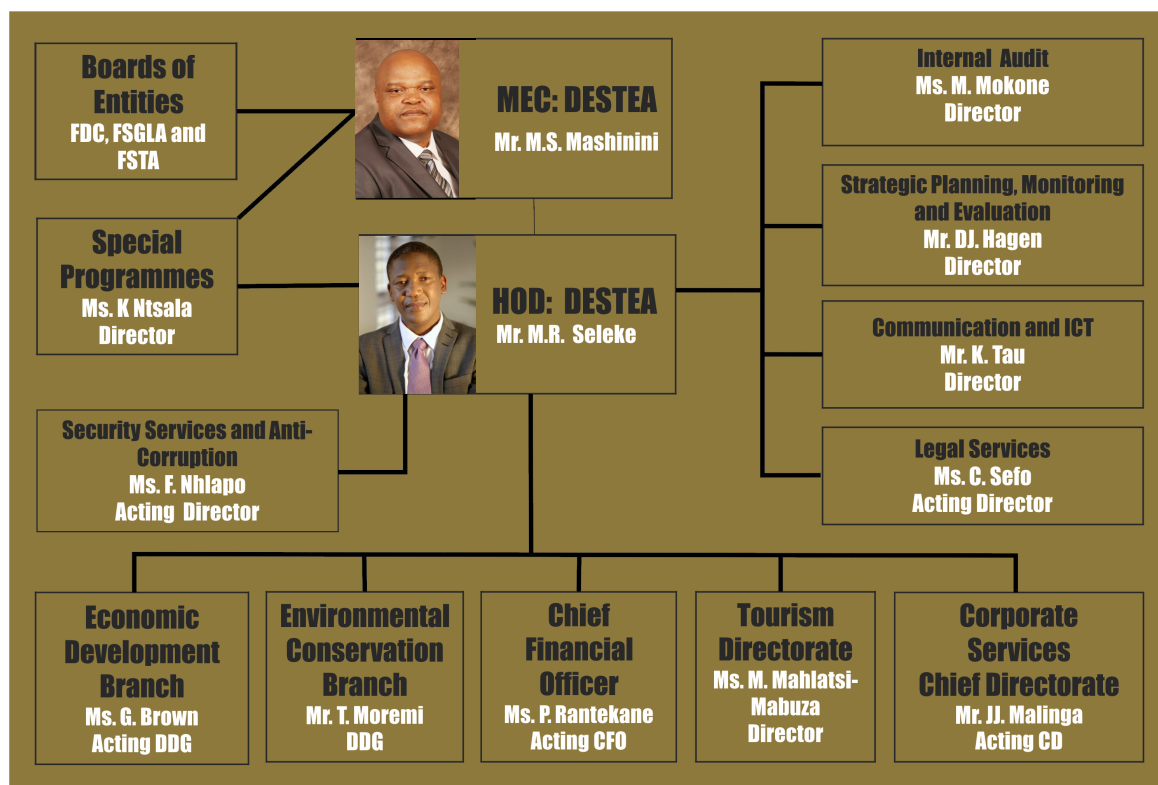 Boards of
Entities
FDC, FSGLA and
FSTA
MEC: DESTEA
Mr. M.S. Mashinini
Internal Audit
Ms. M. Mokone
Director
Strategic Planning, Monitoring
and Evaluation
Mr. DJ. Hagen
Director
Special
Programmes
Ms. K Ntsala
Director
HOD: DESTEA
Mr. M.R. Seleke
Communication and ICT
Mr. K. Tau
Director
Security Services and Anti-
Corruption
Ms. F. Nhlapo
Acting Director
Legal Services
Ms. C. Sefo
Acting Director
Economic
Development
Branch
Ms. G. Brown
Acting DDG
Environmental
Conservation
Branch
Mr. T. Moremi
DDG
Chief
Financial
Officer
Ms. P. Rantekane
Acting CFO
Tourism
Directorate
Ms. M. Mahlatsi-
Mabuza
Director
Corporate
Services
Chief Directorate
Mr. JJ. Malinga
Acting CD